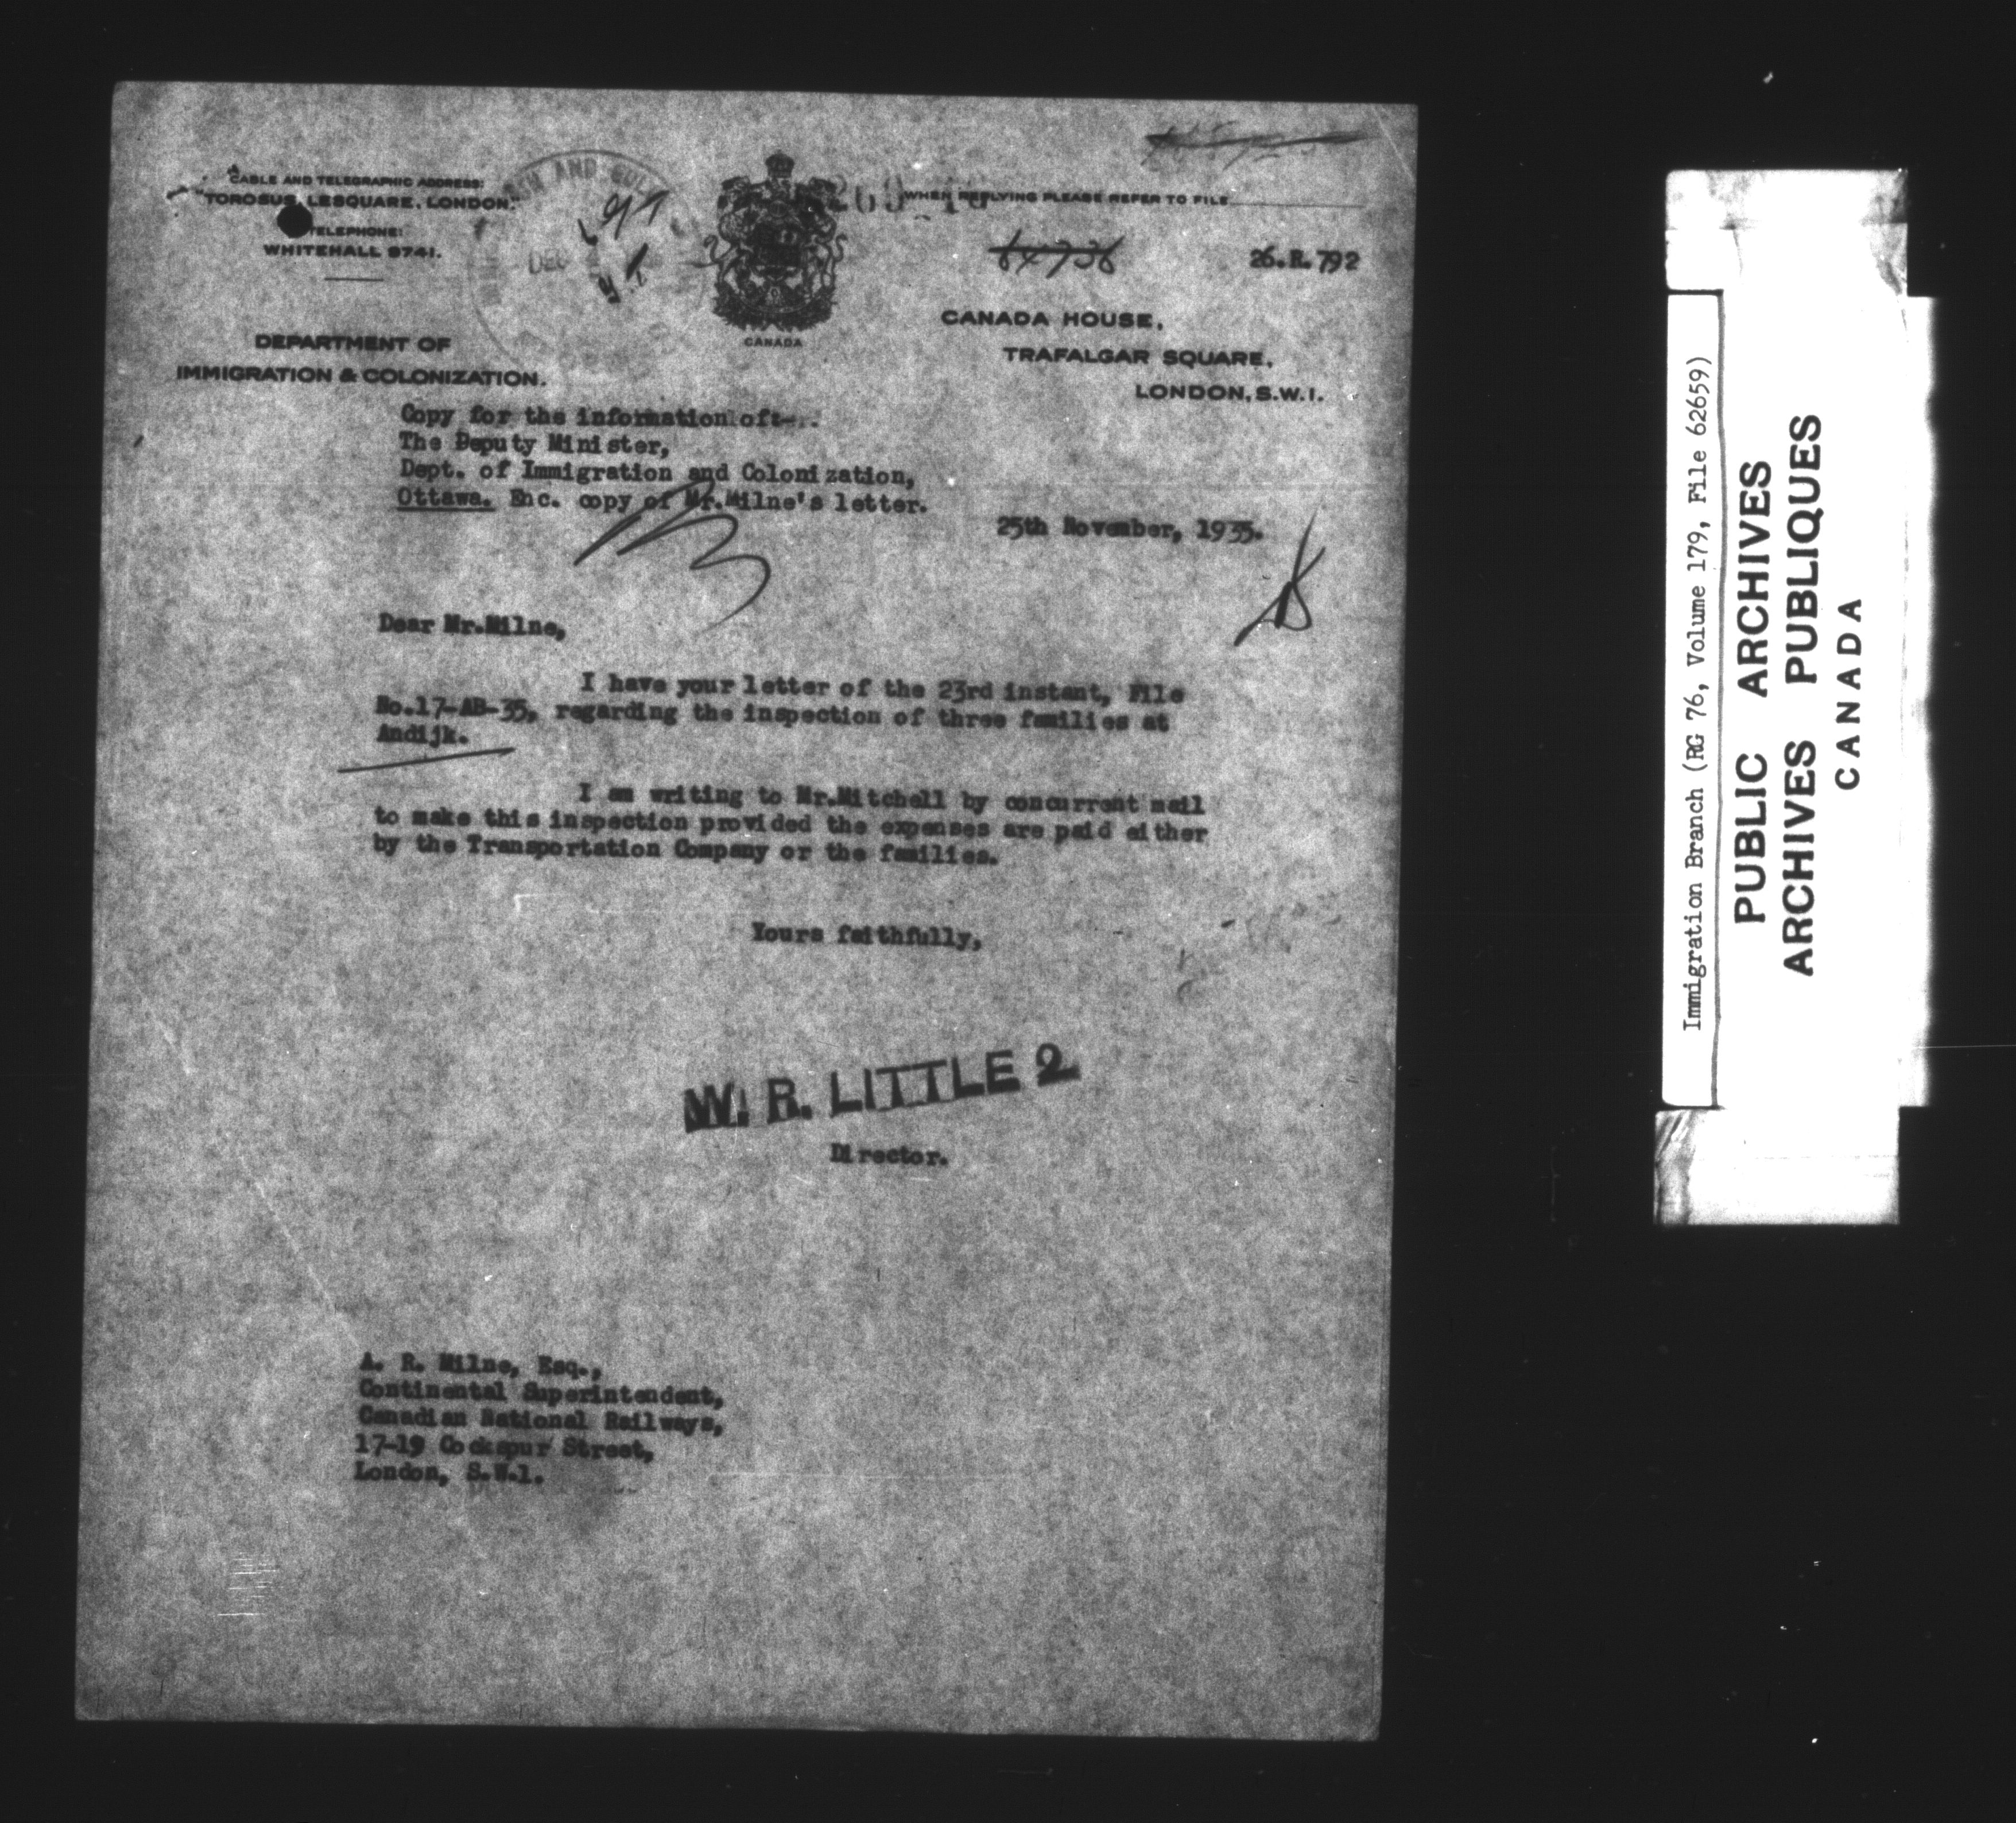 CABLE AND TELEGRAPHIC ADDRESS:
"TOROSUS, LESQUARE, LONDON."
TELEPHONE:
WHITEHALL 9741.
DEPARTMENT OF
IMMIGRATION & COLONIZATION.
AND
DEC
CANADA
WHEN REPLYING PLEASE REFER TO FILE
26.R.792
CANADA HOUSE,
TRAFALGAR SQUARE,
LONDON, S.W.1.
Copy for the information of:-
The Deputy Minister,
Dept. of Immigration and Colonization,
Ottawa. Enc. copy of Mr.Milne's letter.
25th November, 1935.
Dear Mr.Milne,
I have your letter of the 23rd instant, File
No.17-AB-35, regarding the inspection of three families at
Andijk.
I am writing to Mr.Mitchell by concurrent mail
to make this inspection provided the expenses are paid either
by the Transportation Company or the families.
Yours faithfully,
W. R. LITTLE 2
Director.
A. R. Milne, Esq.,
Continental Superintendent,
Canadian National Railways,
17-19 Cockspur Street,
London, S.W.1.
Immigration Branch (RG 76, Volume 179, File 62659)
PUBLIC ARCHIVES
ARCHIVES PUBLIQUES
CANADA